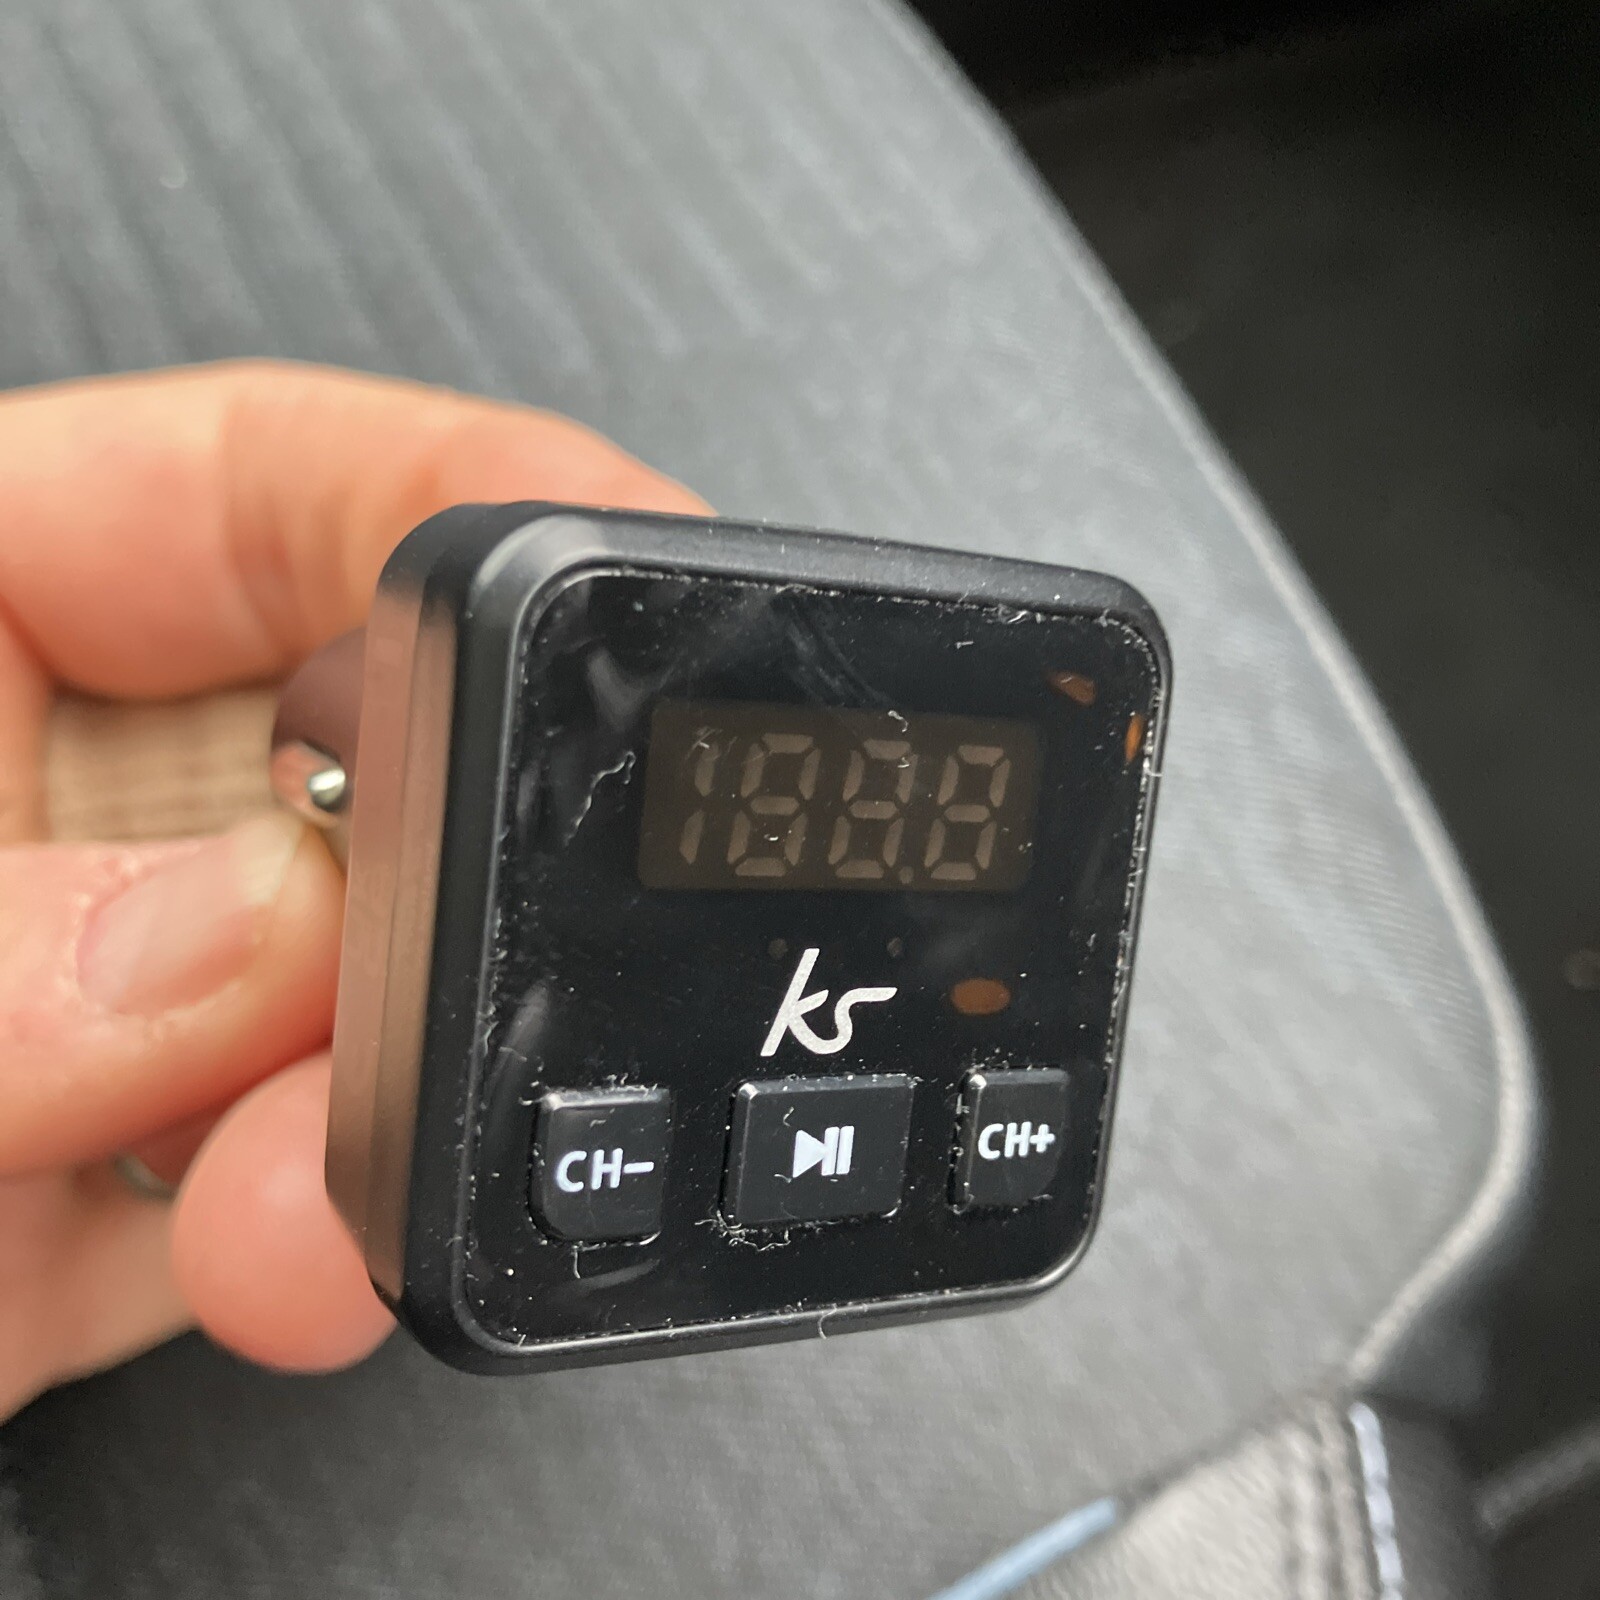 188.8
ks
CH- ⏯ CH+